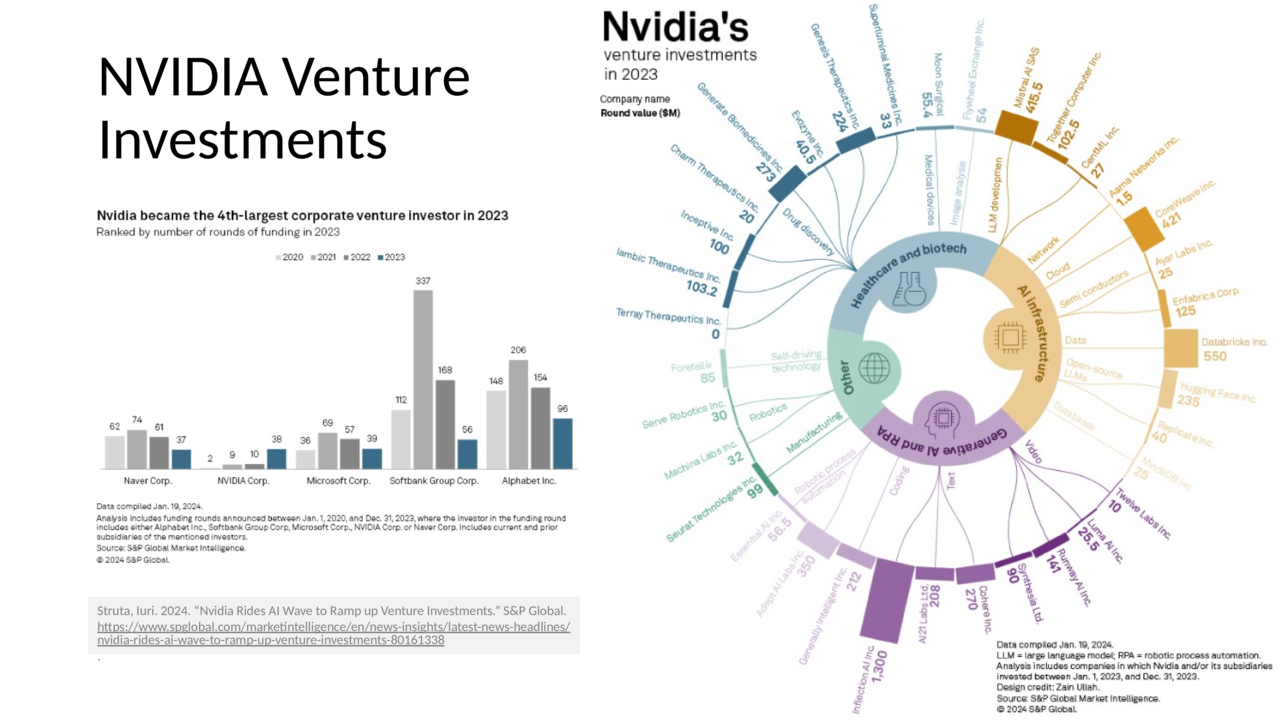 NVIDIA Venture
Investments
Nvidia became the 4th-largest corporate venture investor in 2023
Ranked by number of rounds of funding in 2023
2020 2021 2022 2023
62 74 61 37
2 9 10 38
36 69 57 39
112 337 168 56
148 206 154 96
Naver Corp. NVIDIA Corp. Microsoft Corp. Softbank Group Corp. Alphabet Inc.
Data compiled Jan. 19, 2024.
Analysis includes funding rounds announced between Jan. 1, 2020, and Dec. 31, 2023, where the investor in the funding round
includes either Alphabet Inc., Softbank Group Corp, Microsoft Corp., NVIDIA Corp. or Naver Corp. Includes current and prior
subsidiaries of the mentioned investors.
Source: S&P Global Market Intelligence.
© 2024 S&P Global.
Struta, Iuri. 2024. “Nvidia Rides AI Wave to Ramp up Venture Investments.” S&P Global.
https://www.spglobal.com/marketintelligence/en/news-insights/latest-news-headlines/
nvidia-rides-ai-wave-to-ramp-up-venture-investments-80161338
.
Nvidia's
venture investments
in 2023
Company name
Round value ($M)
Healthcare and biotech
Drug discovery
Terray Therapeutics Inc.
0
Iambic Therapeutics Inc.
103.2
Inceptive Inc.
100
Charm Therapeutics Inc.
20
Generate Biomedicines Inc.
273
Evozyne Inc.
40.5
Genesis Therapeutics Inc.
224
Superluminal Medicines Inc.
33
Medical devices
Moon Surgical
55.4
Image analysis
Flywheel Exchange Inc.
54
AI infrastructure
LLM developmen
Mistral AI SAS
415.5
Together Computer Inc.
102.5
CentML Inc.
27
Network
Aarna Networks Inc.
1.5
Cloud
CoreWeave Inc.
421
Semi conductors
Ayar Labs Inc.
25
Enfabrica Corp.
125
Data
Databricks Inc.
550
Open-source
LLMs
Hugging Face Inc.
235
Replicate Inc.
40
Databases
MindsDB Inc.
25
Generative AI and RPA
Video
Twelve Labs Inc.
10
Luma AI Inc.
25.5
Runway AI Inc.
141
Synthesia Ltd.
90
Text
Cohere Inc.
270
AI21 Labs Ltd.
208
Inflection AI Inc.
1,300
Coding
Generally Intelligent Inc.
212
Robotic process
automation
Adept AI Labs Inc.
350
Essential AI Inc.
56.5
Other
Manufacturing
Seurat Technologies Inc.
99
Machina Labs Inc.
32
Robotics
Serve Robotics Inc.
30
Self-driving
technology
Foretellix
85
Data compiled Jan. 19, 2024.
LLM = large language model; RPA = robotic process automation.
Analysis includes companies in which Nvidia and/or its subsidiaries
invested between Jan. 1, 2023, and Dec. 31, 2023.
Design credit: Zain Ullah.
Source: S&P Global Market Intelligence.
© 2024 S&P Global.